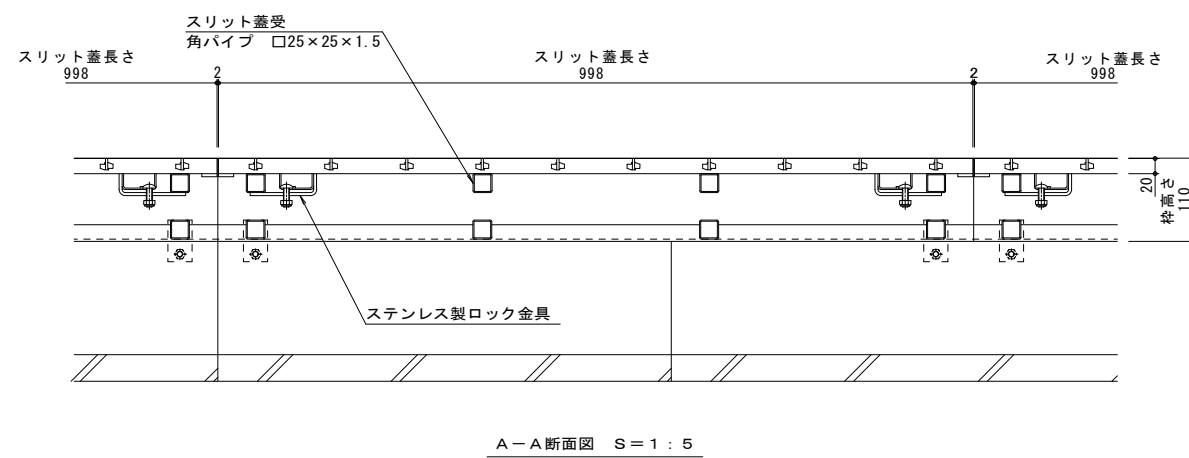 スリット蓋受
角パイプ □25×25×1.5
スリット蓋長さ
998
2
スリット蓋長さ
998
2
スリット蓋長さ
998
20
枠高さ
110
ステンレス製ロック金具
A－A断面図 S＝1：5